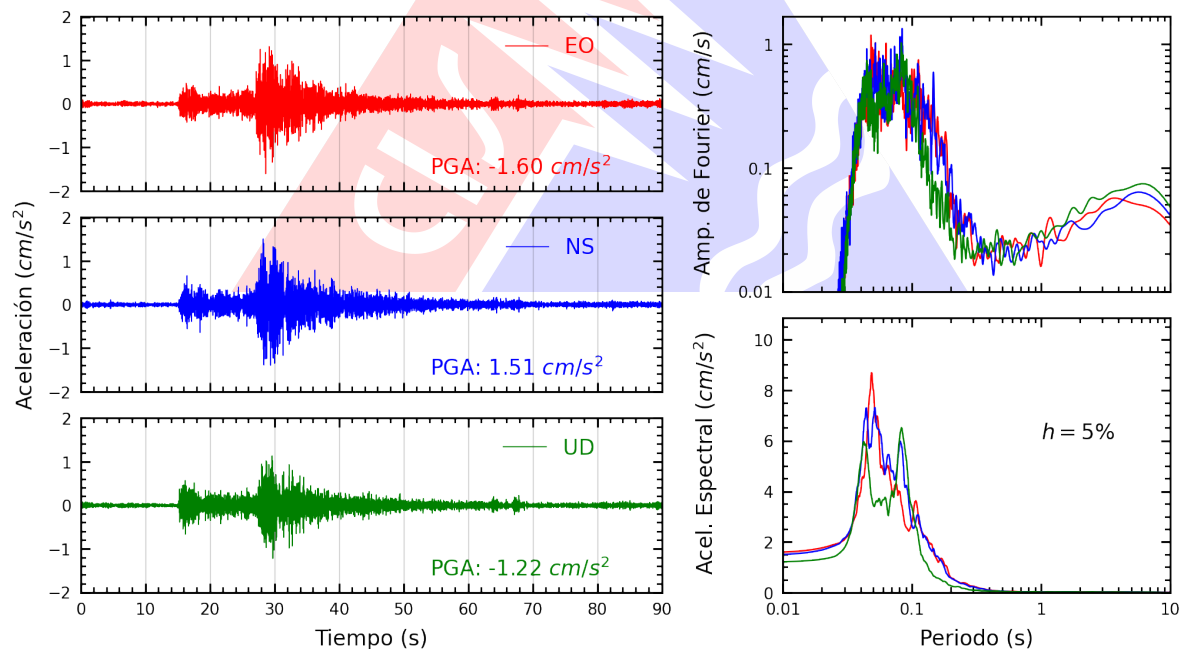 Aceleración (cm/s²)
2
1
0
−1
−2
EO
PGA: -1.60 cm/s²
2
1
0
−1
−2
NS
PGA: 1.51 cm/s²
2
1
0
−1
−2
UD
PGA: -1.22 cm/s²
0 10 20 30 40 50 60 70 80 90
Tiempo (s)
Amp. de Fourier (cm/s)
1
0.1
0.01
Acel. Espectral (cm/s²)
10
8
6
4
2
0
h = 5%
0.01 0.1 1 10
Periodo (s)
CISMID